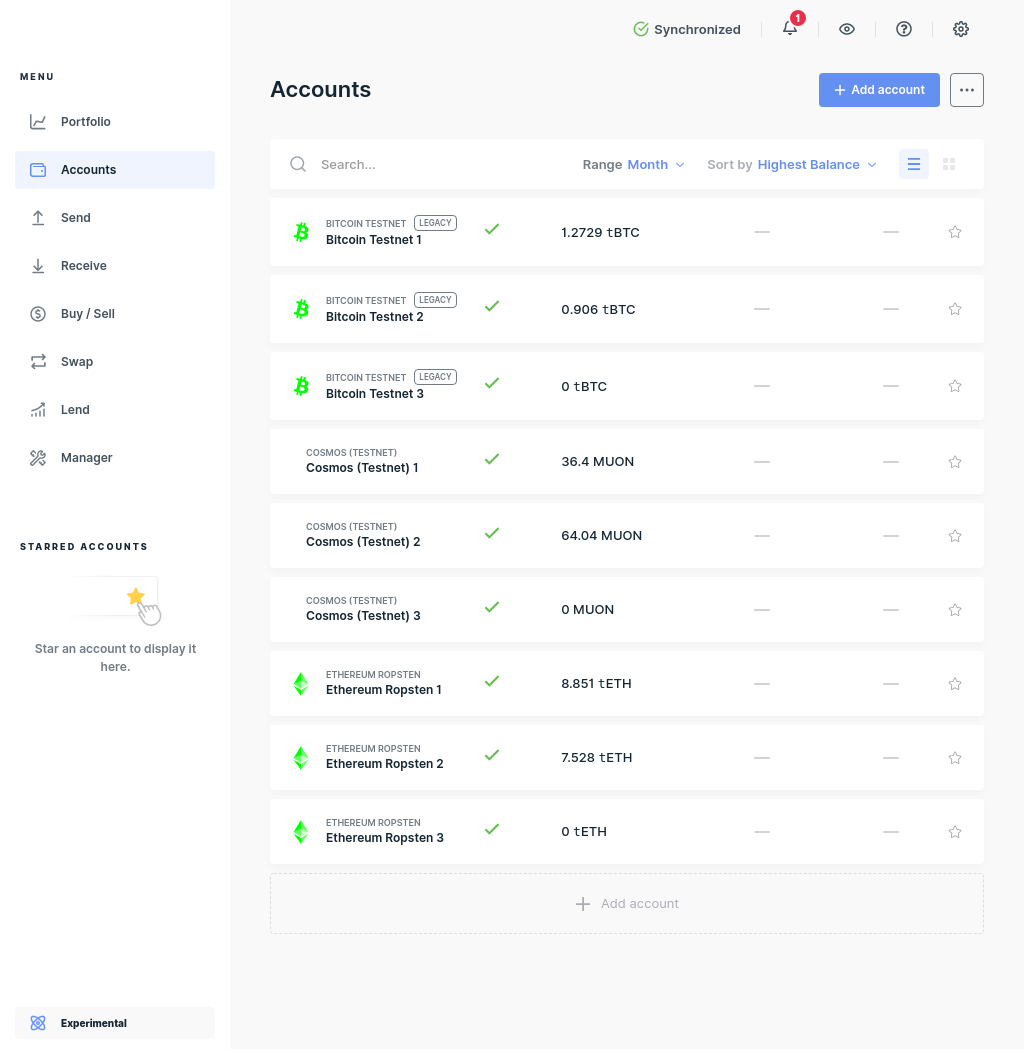 Synchronized
1
MENU
Portfolio
Accounts
Send
Receive
Buy / Sell
Swap
Lend
Manager
STARRED ACCOUNTS
Star an account to display it
here.
Experimental
Accounts
Add account
Search...
Range Month
Sort by Highest Balance
BITCOIN TESTNET LEGACY
Bitcoin Testnet 1
1.2729 tBTC
BITCOIN TESTNET LEGACY
Bitcoin Testnet 2
0.906 tBTC
BITCOIN TESTNET LEGACY
Bitcoin Testnet 3
0 tBTC
COSMOS (TESTNET)
Cosmos (Testnet) 1
36.4 MUON
COSMOS (TESTNET)
Cosmos (Testnet) 2
64.04 MUON
COSMOS (TESTNET)
Cosmos (Testnet) 3
0 MUON
ETHEREUM ROPSTEN
Ethereum Ropsten 1
8.851 tETH
ETHEREUM ROPSTEN
Ethereum Ropsten 2
7.528 tETH
ETHEREUM ROPSTEN
Ethereum Ropsten 3
0 tETH
Add account